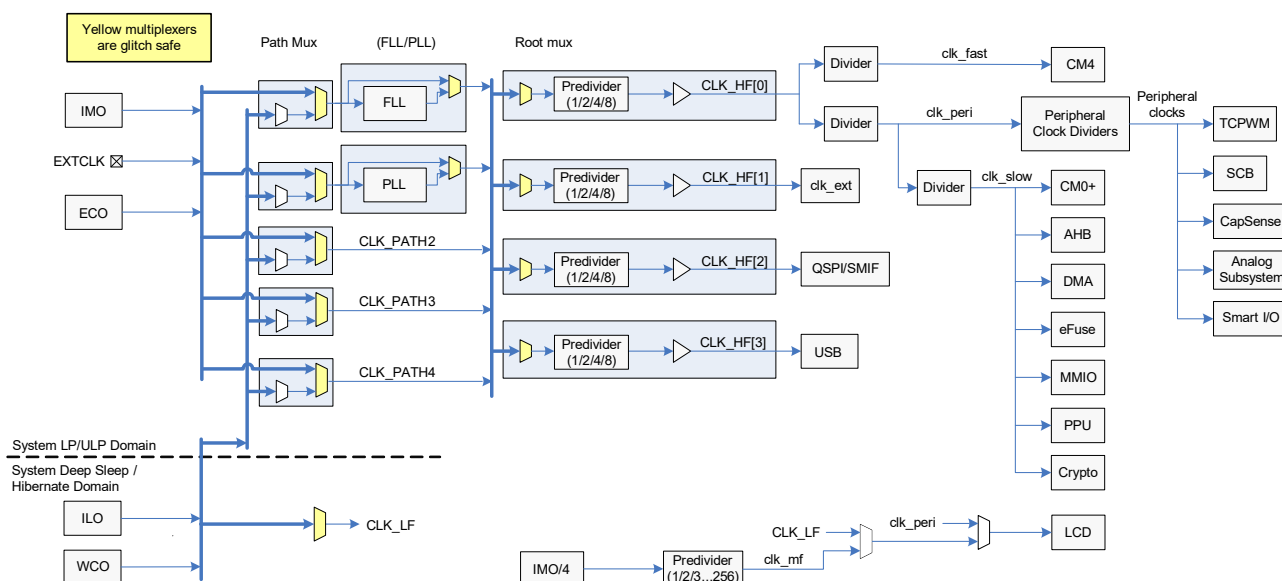 Yellow multiplexers
are glitch safe
Path Mux
(FLL/PLL)
Root mux
IMO
EXTCLK
ECO
FLL
PLL
CLK_PATH2
CLK_PATH3
CLK_PATH4
Predivider
(1/2/4/8)
CLK_HF[0]
Predivider
(1/2/4/8)
CLK_HF[1]
clk_ext
Predivider
(1/2/4/8)
CLK_HF[2]
QSPI/SMIF
Predivider
(1/2/4/8)
CLK_HF[3]
USB
Divider
clk_fast
CM4
Divider
clk_peri
Peripheral
Clock Dividers
Peripheral
clocks
TCPWM
SCB
CapSense
Analog
Subsystem
Smart I/O
Divider
clk_slow
CM0+
AHB
DMA
eFuse
MMIO
PPU
Crypto
System LP/ULP Domain
System Deep Sleep /
Hibernate Domain
ILO
WCO
CLK_LF
IMO/4
Predivider
(1/2/3...256)
clk_mf
CLK_LF
clk_peri
LCD